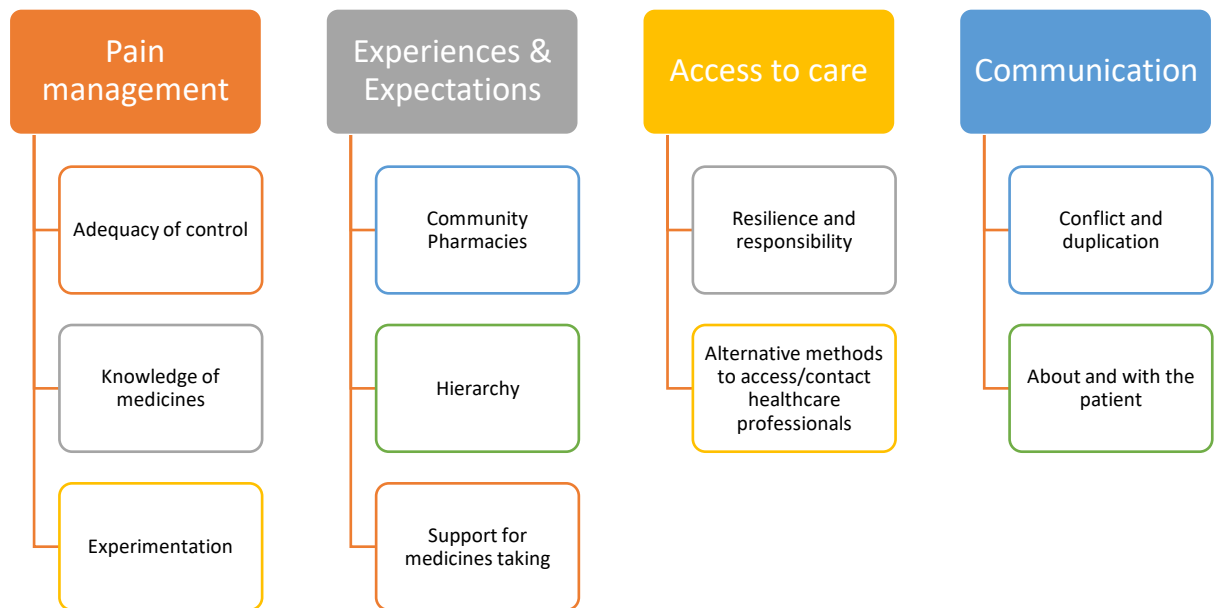 Pain
management
Adequacy of control
Knowledge of
medicines
Experimentation
Experiences &
Expectations
Community
Pharmacies
Hierarchy
Support for
medicines taking
Access to care
Resilience and
responsibility
Alternative methods
to access/contact
healthcare
professionals
Communication
Conflict and
duplication
About and with the
patient